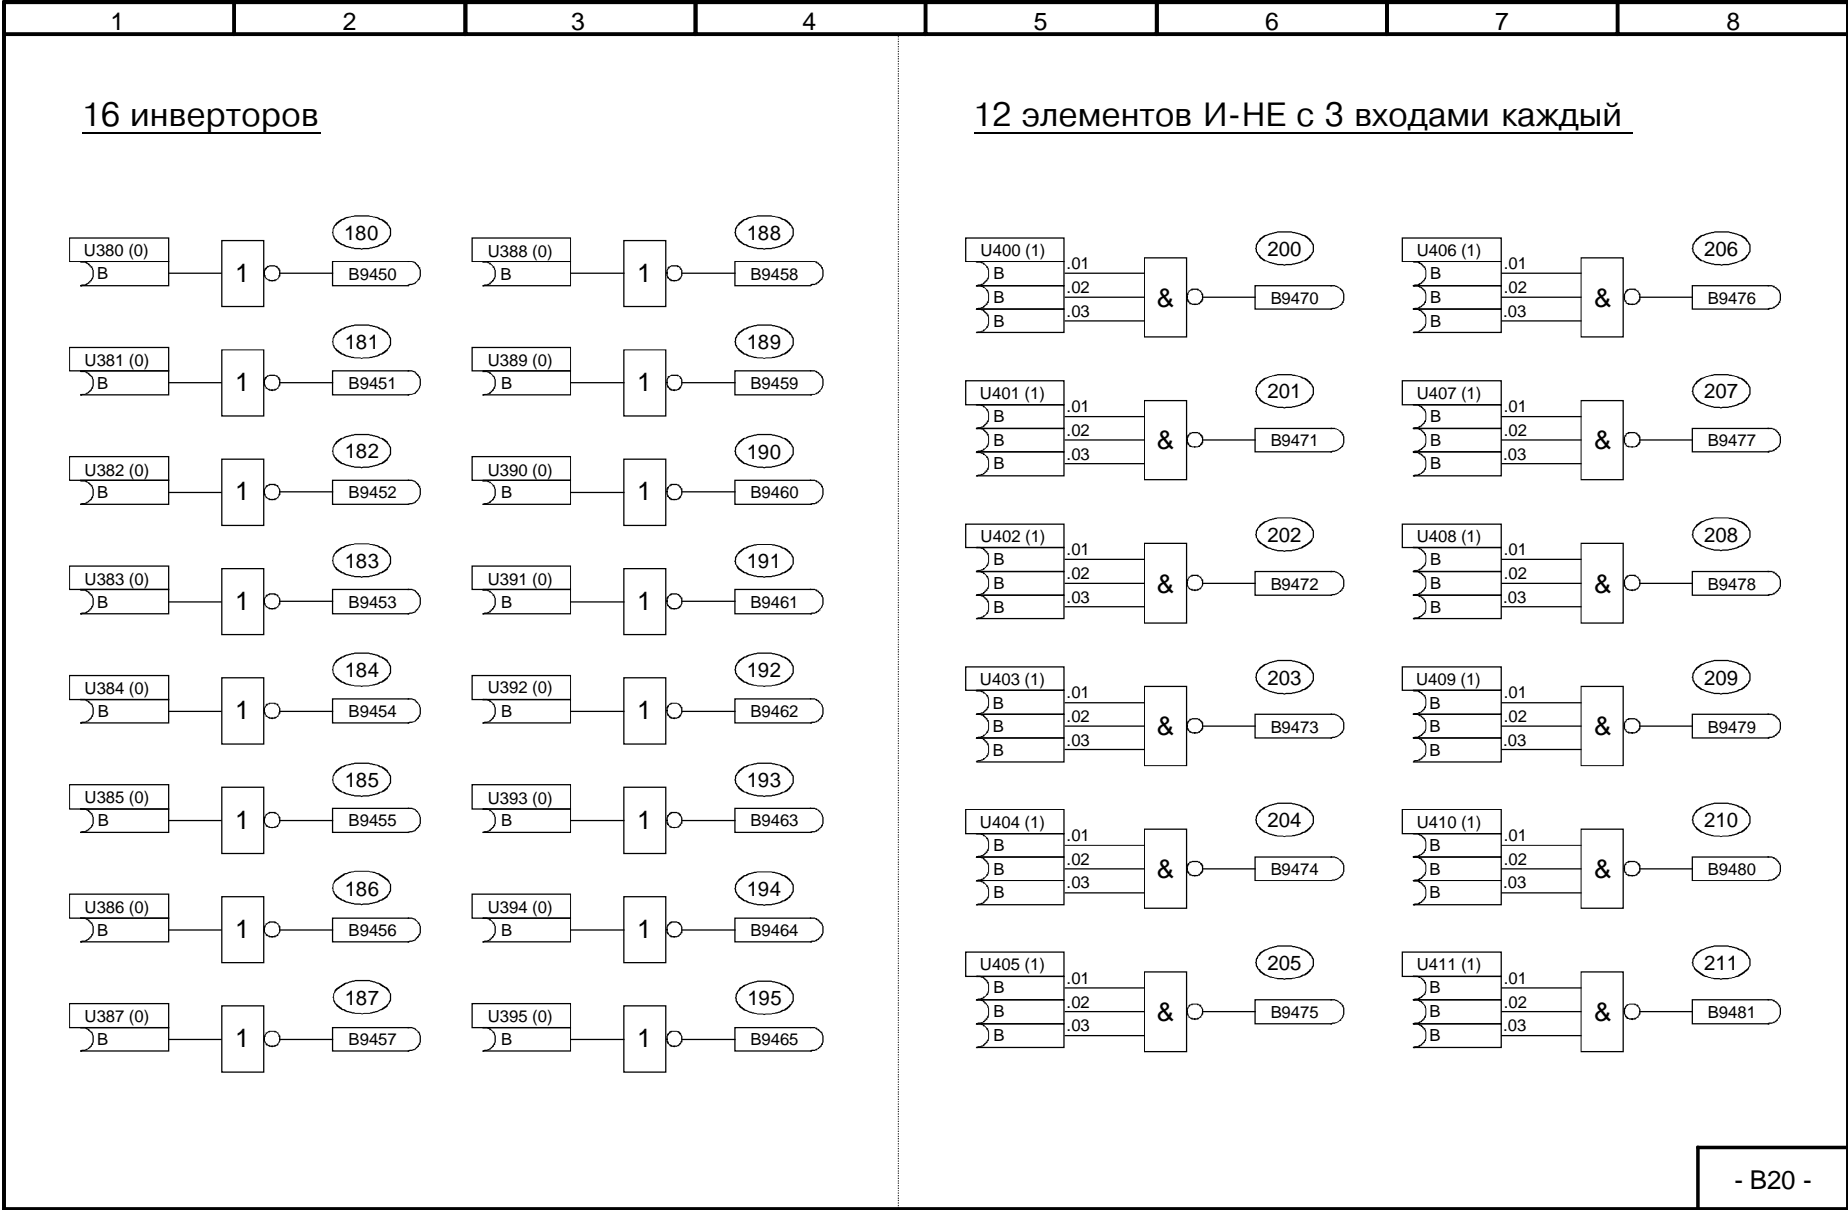 1 2 3 4 5 6 7 8
16 инверторов
180
U380 (0)
B
1
B9450
181
U381 (0)
B
1
B9451
182
U382 (0)
B
1
B9452
183
U383 (0)
B
1
B9453
184
U384 (0)
B
1
B9454
185
U385 (0)
B
1
B9455
186
U386 (0)
B
1
B9456
187
U387 (0)
B
1
B9457
188
U388 (0)
B
1
B9458
189
U389 (0)
B
1
B9459
190
U390 (0)
B
1
B9460
191
U391 (0)
B
1
B9461
192
U392 (0)
B
1
B9462
193
U393 (0)
B
1
B9463
194
U394 (0)
B
1
B9464
195
U395 (0)
B
1
B9465
12 элементов И-НЕ с 3 входами каждый
200
U400 (1)
B .01
B .02
B .03
&
B9470
201
U401 (1)
B .01
B .02
B .03
&
B9471
202
U402 (1)
B .01
B .02
B .03
&
B9472
203
U403 (1)
B .01
B .02
B .03
&
B9473
204
U404 (1)
B .01
B .02
B .03
&
B9474
205
U405 (1)
B .01
B .02
B .03
&
B9475
206
U406 (1)
B .01
B .02
B .03
&
B9476
207
U407 (1)
B .01
B .02
B .03
&
B9477
208
U408 (1)
B .01
B .02
B .03
&
B9478
209
U409 (1)
B .01
B .02
B .03
&
B9479
210
U410 (1)
B .01
B .02
B .03
&
B9480
211
U411 (1)
B .01
B .02
B .03
&
B9481
- B20 -